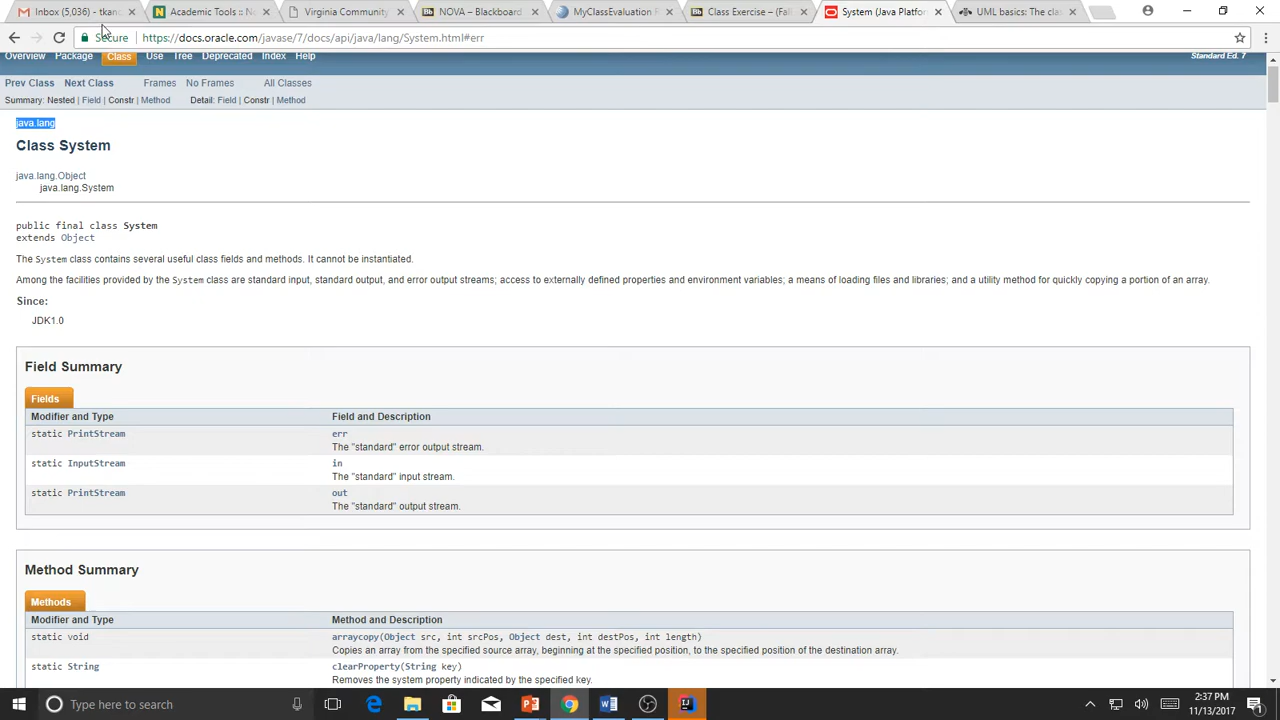 Inbox (5,036) - tkan
Academic Tools :: N
Virginia Community
NOVA – Blackboard
MyClassEvaluation
Class Exercise – (Fall
System (Java Platfor
UML basics: The cla
Secure
https://docs.oracle.com/javase/7/docs/api/java/lang/System.html#err
Overview Package Class Use Tree Deprecated Index Help
Standard Ed. 7
Prev Class Next Class Frames No Frames All Classes
Summary: Nested | Field | Constr | Method Detail: Field | Constr | Method
java.lang
Class System
java.lang.Object
java.lang.System
public final class System
extends Object
The System class contains several useful class fields and methods. It cannot be instantiated.
Among the facilities provided by the System class are standard input, standard output, and error output streams; access to externally defined properties and environment variables; a means of loading files and libraries; and a utility method for quickly copying a portion of an array.
Since:
JDK1.0
Field Summary
Fields
Modifier and Type Field and Description
static PrintStream err
The "standard" error output stream.
static InputStream in
The "standard" input stream.
static PrintStream out
The "standard" output stream.
Method Summary
Methods
Modifier and Type Method and Description
static void arraycopy(Object src, int srcPos, Object dest, int destPos, int length)
Copies an array from the specified source array, beginning at the specified position, to the specified position of the destination array.
static String clearProperty(String key)
Removes the system property indicated by the specified key.
Type here to search
2:37 PM
11/13/2017